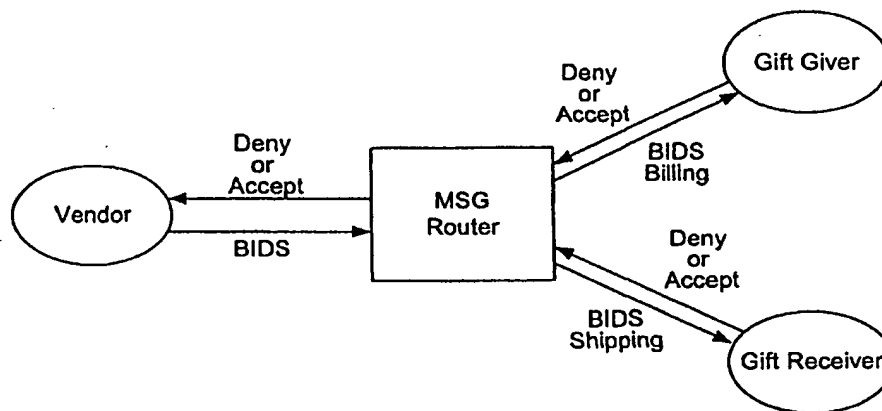 Gift Giver
Deny
or
Accept
BIDS
Billing
Deny
or
Accept
Vendor
BIDS
MSG
Router
Deny
or
Accept
BIDS
Shipping
Gift Receiver